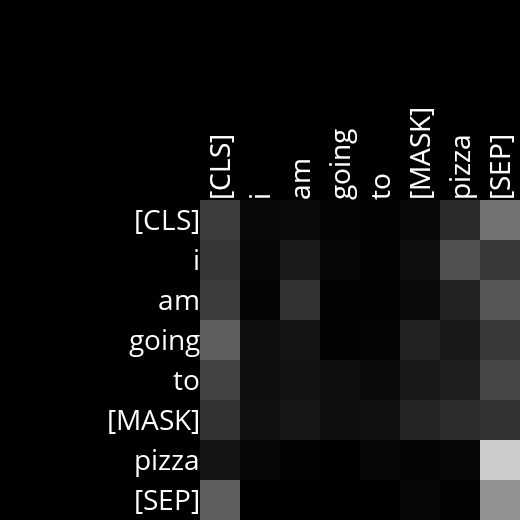 [CLS] i am going to [MASK] pizza [SEP]
[CLS]
i
am
going
to
[MASK]
pizza
[SEP]